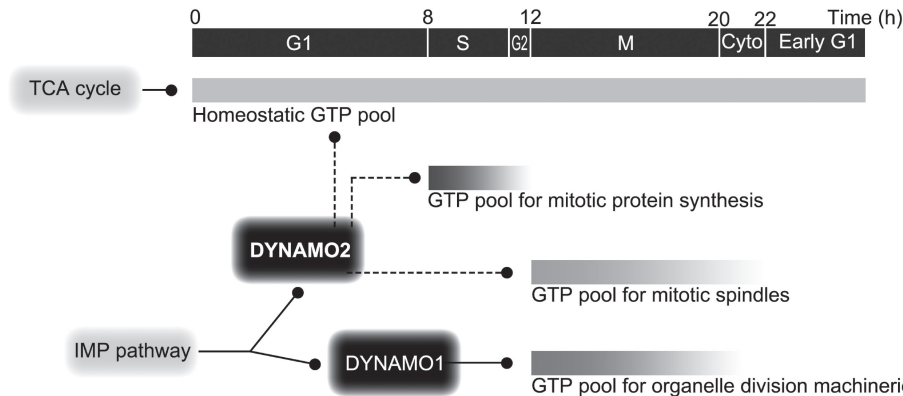 0 8 12 20 22 Time (h)
G1 S G2 M Cyto Early G1
TCA cycle
Homeostatic GTP pool
GTP pool for mitotic protein synthesis
DYNAMO2
GTP pool for mitotic spindles
IMP pathway
DYNAMO1
GTP pool for organelle division machineri